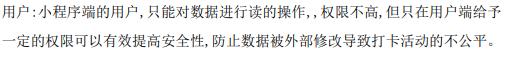 用户:小程序端的用户,只能对数据进行读的操作,,权限不高,但只在用户端给予
一定的权限可以有效提高安全性,防止数据被外部修改导致打卡活动的不公平。